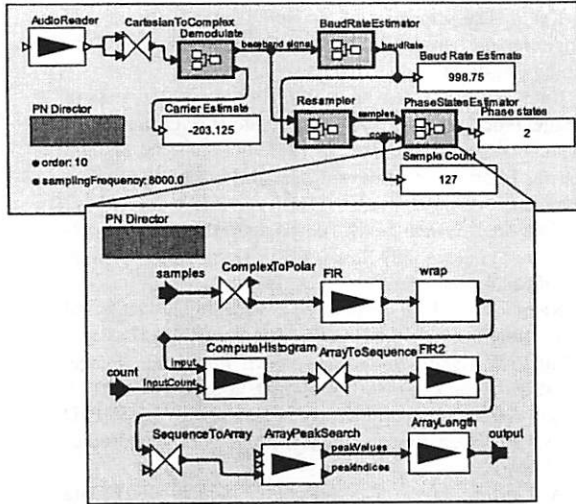 AudioReader
CartesianToComplex
Demodulate
baseband signal
BaudRateEstimator
baudRate
Baud Rate Estimate
998.75
Carrier Estimate
-203.125
PN Director
order: 10
samplingFrequency: 8000.0
Resampler
samples
count
PhaseStatesEstimator
Phase states
2
Sample Count
127
PN Director
samples
ComplexToPolar
FIR
wrap
count
input
inputCount
ComputeHistogram
ArrayToSequence
FIR2
SequenceToArray
ArrayPeakSearch
peakValues
peakIndices
ArrayLength
output